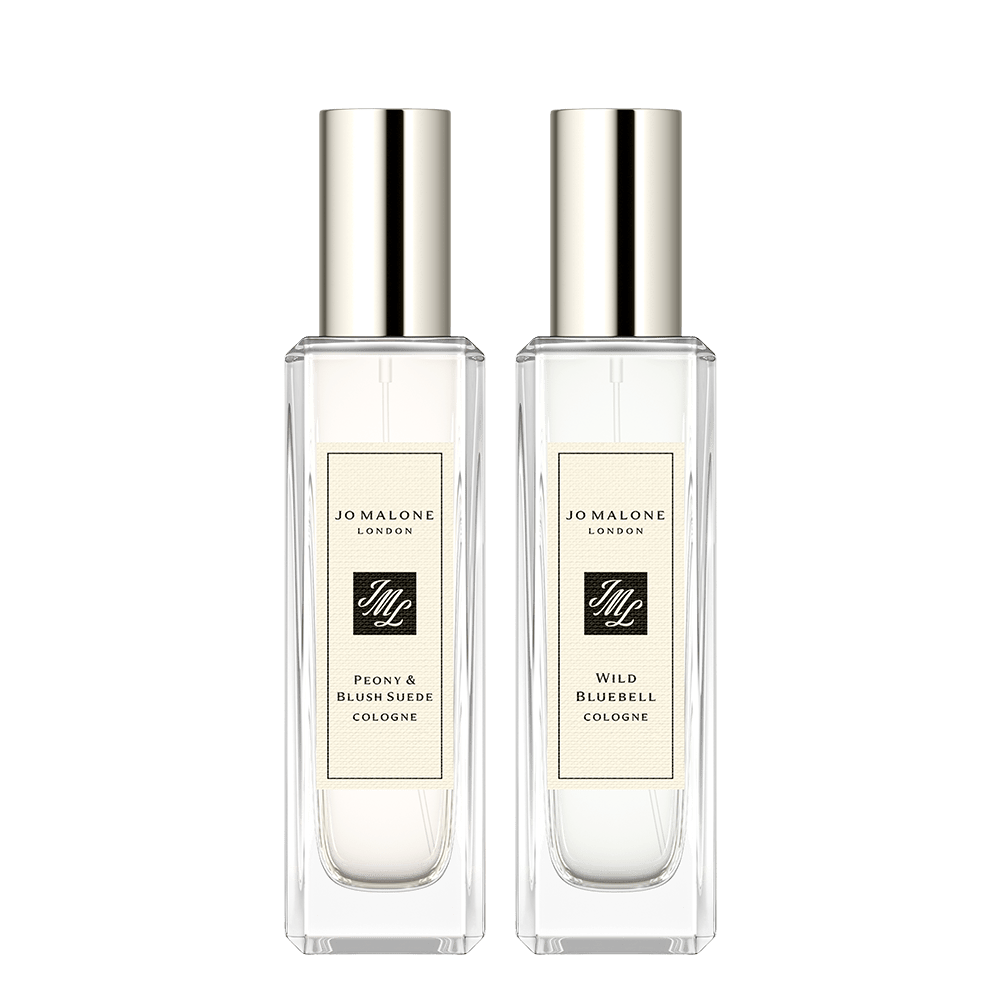 JO MALONE
LONDON
JML
PEONY &
BLUSH SUEDE
COLOGNE
JO MALONE
LONDON
JML
WILD
BLUEBELL
COLOGNE